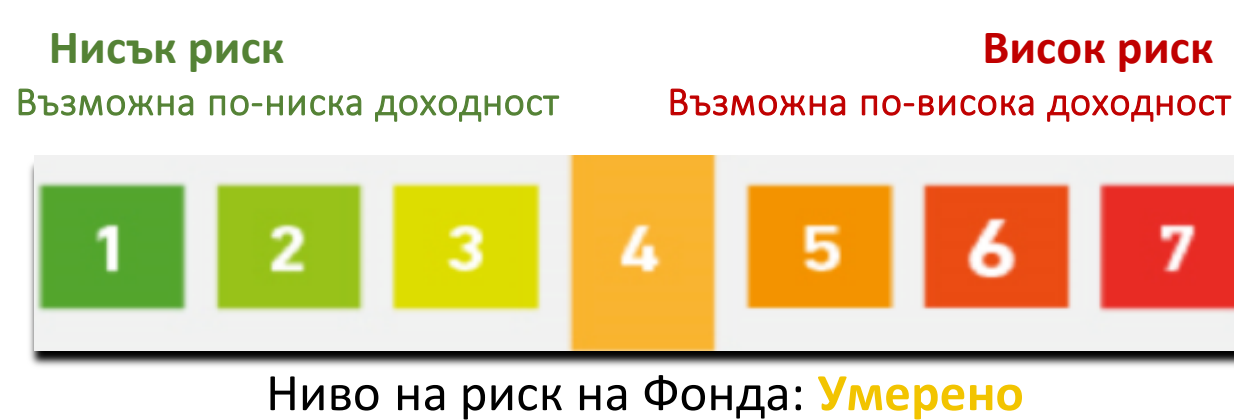 Нисък риск Висок риск
Възможна по-ниска доходност Възможна по-висока доходност
1 2 3 4 5 6 7
Ниво на риск на Фонда: Умерено